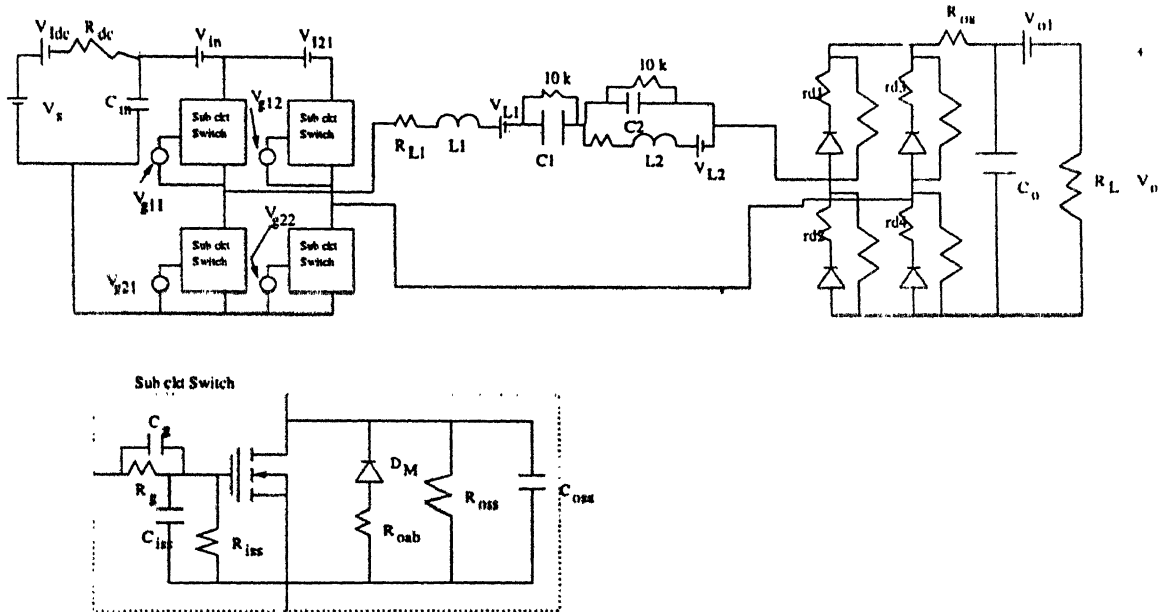 V1dc
Rdc
Vin
V121
Vs
Cin
Sub ckt
Switch
Vg12
Sub ckt
Switch
Vg11
Vg22
Sub ckt
Switch
Sub ckt
Switch
Vg21
RL1
L1
VL1
10 k
C1
10 k
C2
L2
VL2
rd1
rd3
rd2
rd4
Ros
Vo1
Co
RL
Vo
Sub ckt Switch
Cg
Rg
Ciss
Riss
DM
Roab
Ross
Coss